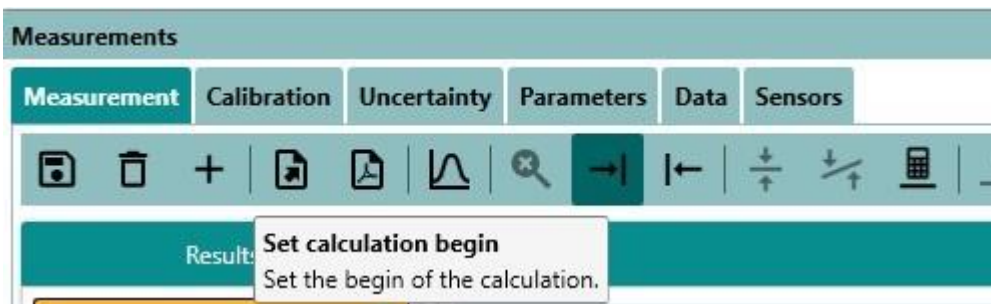 Measurements
Measurement Calibration Uncertainty Parameters Data Sensors
Results
Set calculation begin
Set the begin of the calculation.